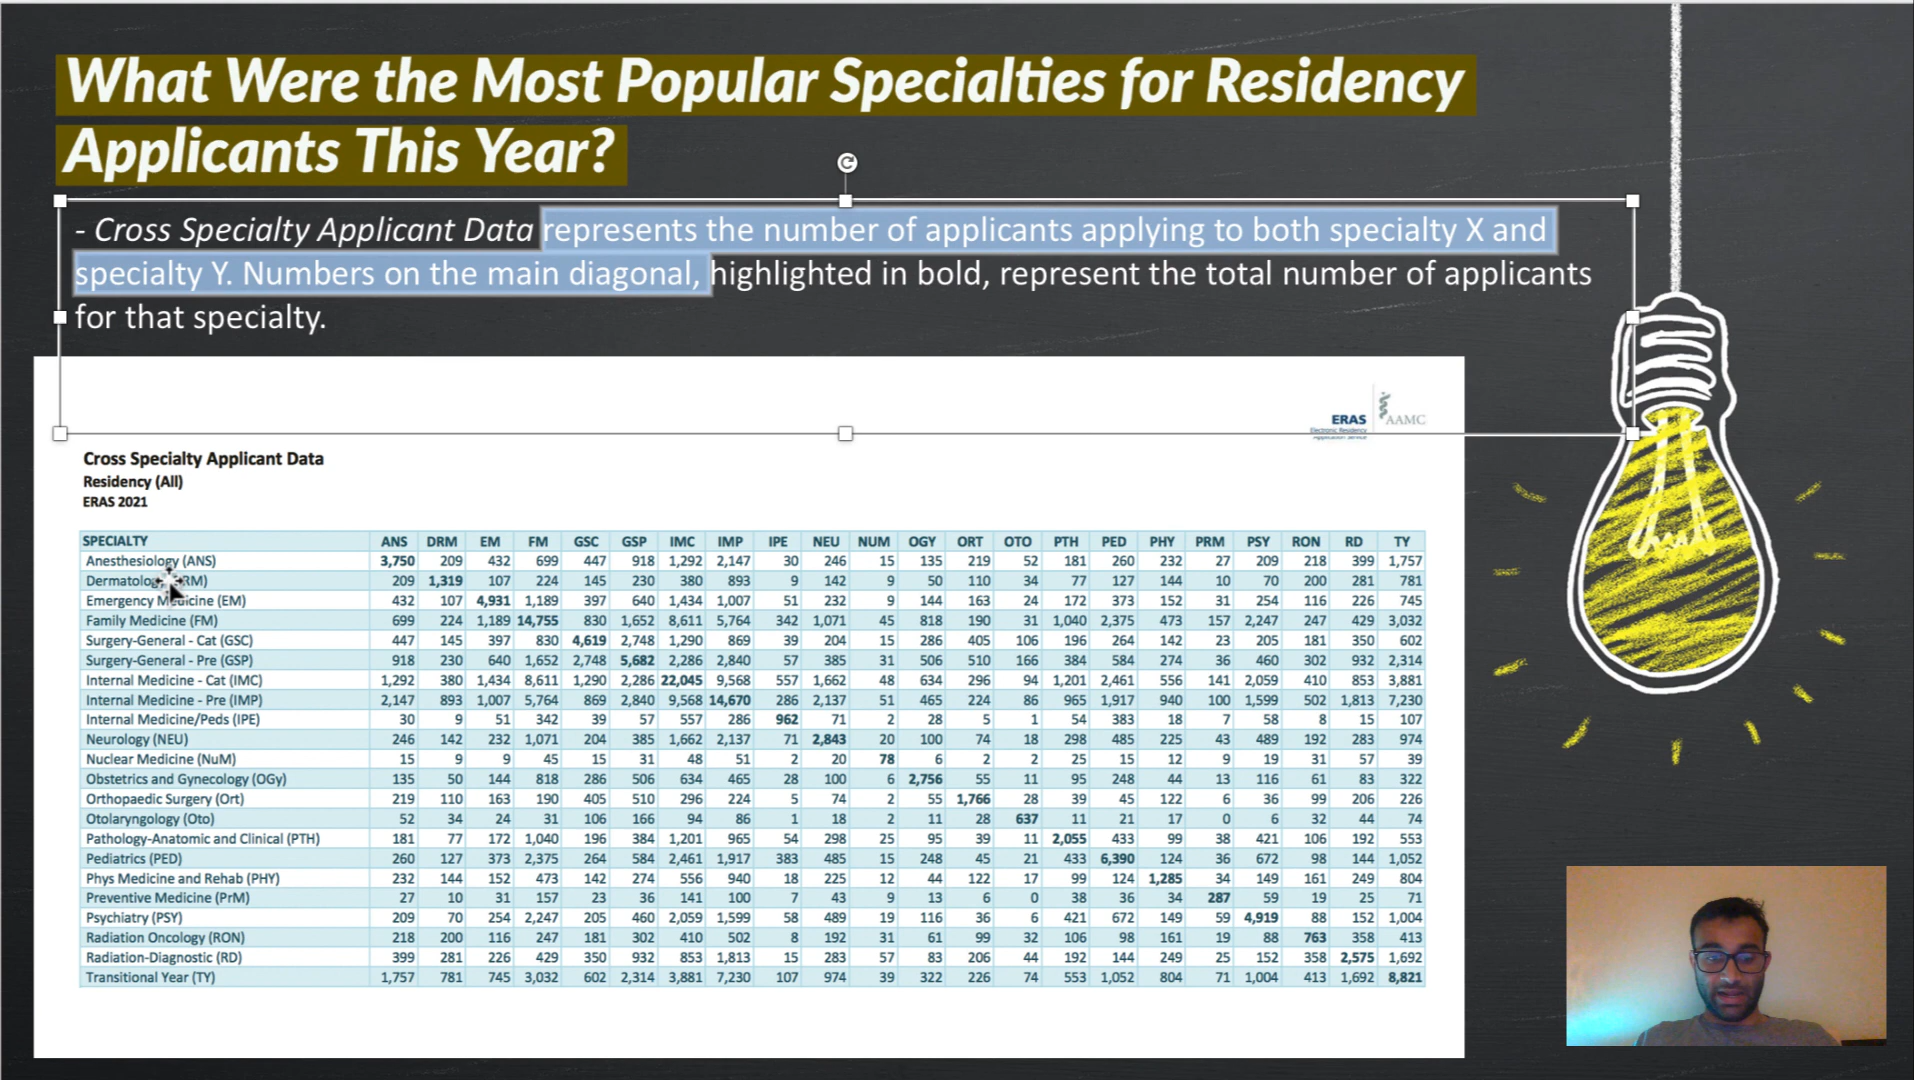 What Were the Most Popular Specialties for Residency
Applicants This Year?
- Cross Specialty Applicant Data represents the number of applicants applying to both specialty X and
specialty Y. Numbers on the main diagonal, highlighted in bold, represent the total number of applicants
for that specialty.
ERAS AAMC
Electronic Residency
Application Service
Cross Specialty Applicant Data
Residency (All)
ERAS 2021
SPECIALTY ANS DRM EM FM GSC GSP IMC IMP IPE NEU NUM OGY ORT OTO PTH PED PHY PRM PSY RON RD TY
Anesthesiology (ANS) 3,750 209 432 699 447 918 1,292 2,147 30 246 15 135 219 52 181 260 232 27 209 218 399 1,757
RM) 209 1,319 107 224 145 230 380 893 9 142 9 50 110 34 77 127 144 10 70 200 281 781
Emergency Medicine (EM) 432 107 4,931 1,189 397 640 1,434 1,007 51 232 9 144 163 24 172 373 152 31 254 116 226 745
Family Medicine (FM) 699 224 1,189 14,755 830 1,652 8,611 5,764 342 1,071 45 818 190 31 1,040 2,375 473 157 2,247 247 429 3,032
Surgery-General - Cat (GSC) 447 145 397 830 4,619 2,748 1,290 869 39 204 15 286 405 106 196 264 142 23 205 181 350 602
Surgery-General - Pre (GSP) 918 230 640 1,652 2,748 5,682 2,286 2,840 57 385 31 506 510 166 384 584 274 36 460 302 932 2,314
Internal Medicine - Cat (IMC) 1,292 380 1,434 8,611 1,290 2,286 22,045 9,568 557 1,662 48 634 296 94 1,201 2,461 556 141 2,059 410 853 3,881
Internal Medicine - Pre (IMP) 2,147 893 1,007 5,764 869 2,840 9,568 14,670 286 2,137 51 465 224 86 965 1,917 940 100 1,599 502 1,813 7,230
Internal Medicine/Peds (IPE) 30 9 51 342 39 57 557 286 962 71 2 28 5 1 54 383 18 7 58 8 15 107
Neurology (NEU) 246 142 232 1,071 204 385 1,662 2,137 71 2,843 20 100 74 18 298 485 225 43 489 192 283 974
Nuclear Medicine (NuM) 15 9 9 45 15 31 48 51 2 20 78 6 2 2 25 15 12 9 19 31 57 39
Obstetrics and Gynecology (OGy) 135 50 144 818 286 506 634 465 28 100 6 2,756 55 11 95 248 44 13 116 61 83 322
Orthopaedic Surgery (Ort) 219 110 163 190 405 510 296 224 5 74 2 55 1,766 28 39 45 122 6 36 99 206 226
Otolaryngology (Oto) 52 34 24 31 106 166 94 86 1 18 2 11 28 637 11 21 17 0 6 32 44 74
Pathology-Anatomic and Clinical (PTH) 181 77 172 1,040 196 384 1,201 965 54 298 25 95 39 11 2,055 433 99 38 421 106 192 553
Pediatrics (PED) 260 127 373 2,375 264 584 2,461 1,917 383 485 15 248 45 21 433 6,390 124 36 672 98 144 1,052
Phys Medicine and Rehab (PHY) 232 144 152 473 142 274 556 940 18 225 12 44 122 17 99 124 1,285 34 149 161 249 804
Preventive Medicine (PrM) 27 10 31 157 23 36 141 100 7 43 9 13 6 0 38 36 34 287 59 19 25 71
Psychiatry (PSY) 209 70 254 2,247 205 460 2,059 1,599 58 489 19 116 36 6 421 672 149 59 4,919 88 152 1,004
Radiation Oncology (RON) 218 200 116 247 181 302 410 502 8 192 31 61 99 32 106 98 161 19 88 763 358 413
Radiation-Diagnostic (RD) 399 281 226 429 350 932 853 1,813 15 283 57 83 206 44 192 144 249 25 152 358 2,575 1,692
Transitional Year (TY) 1,757 781 745 3,032 602 2,314 3,881 7,230 107 974 39 322 226 74 553 1,052 804 71 1,004 413 1,692 8,821